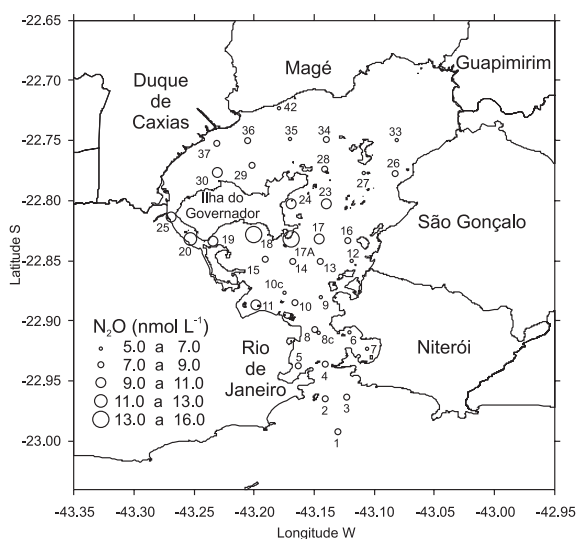 -22.65
-22.70
-22.75
-22.80
-22.85
-22.90
-22.95
-23.00
Latitude S
Duque
de
Caxias
Magé
Guapimirim
42
37
36
35
34
33
30
29
28
27
26
Ilha do
Governador
24
23
25
20
19
18
17A
17
16
São Gonçalo
15
14
13
12
10c
11
10
9
8
8c
6
7
5
4
2
3
1
Rio
de
Janeiro
Niterói
N2O (nmol L-1)
5.0 a 7.0
7.0 a 9.0
9.0 a 11.0
11.0 a 13.0
13.0 a 16.0
-43.35 -43.30 -43.25 -43.20 -43.15 -43.10 -43.05 -43.00 -42.95
Longitude W